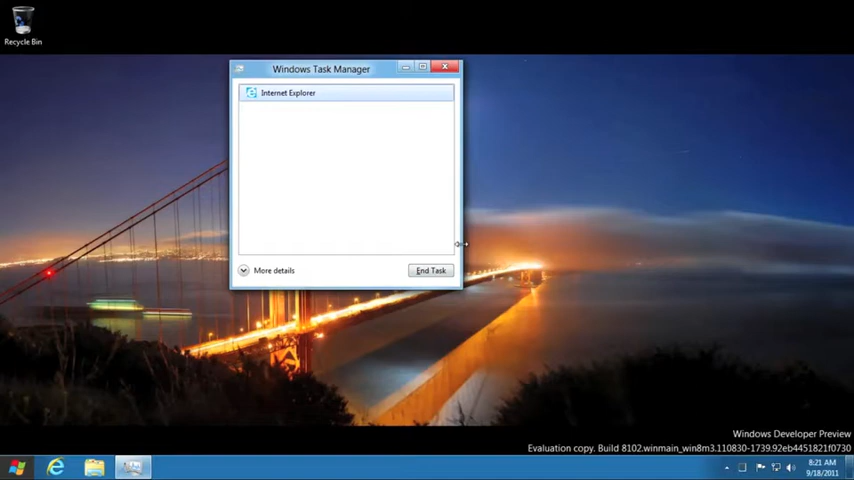 Recycle Bin
Windows Task Manager
Internet Explorer
More details
End Task
Windows Developer Preview
Evaluation copy. Build 8102.winmain_win8m3.110830-1739.92eb4451821f0730
8:21 AM
9/18/2011